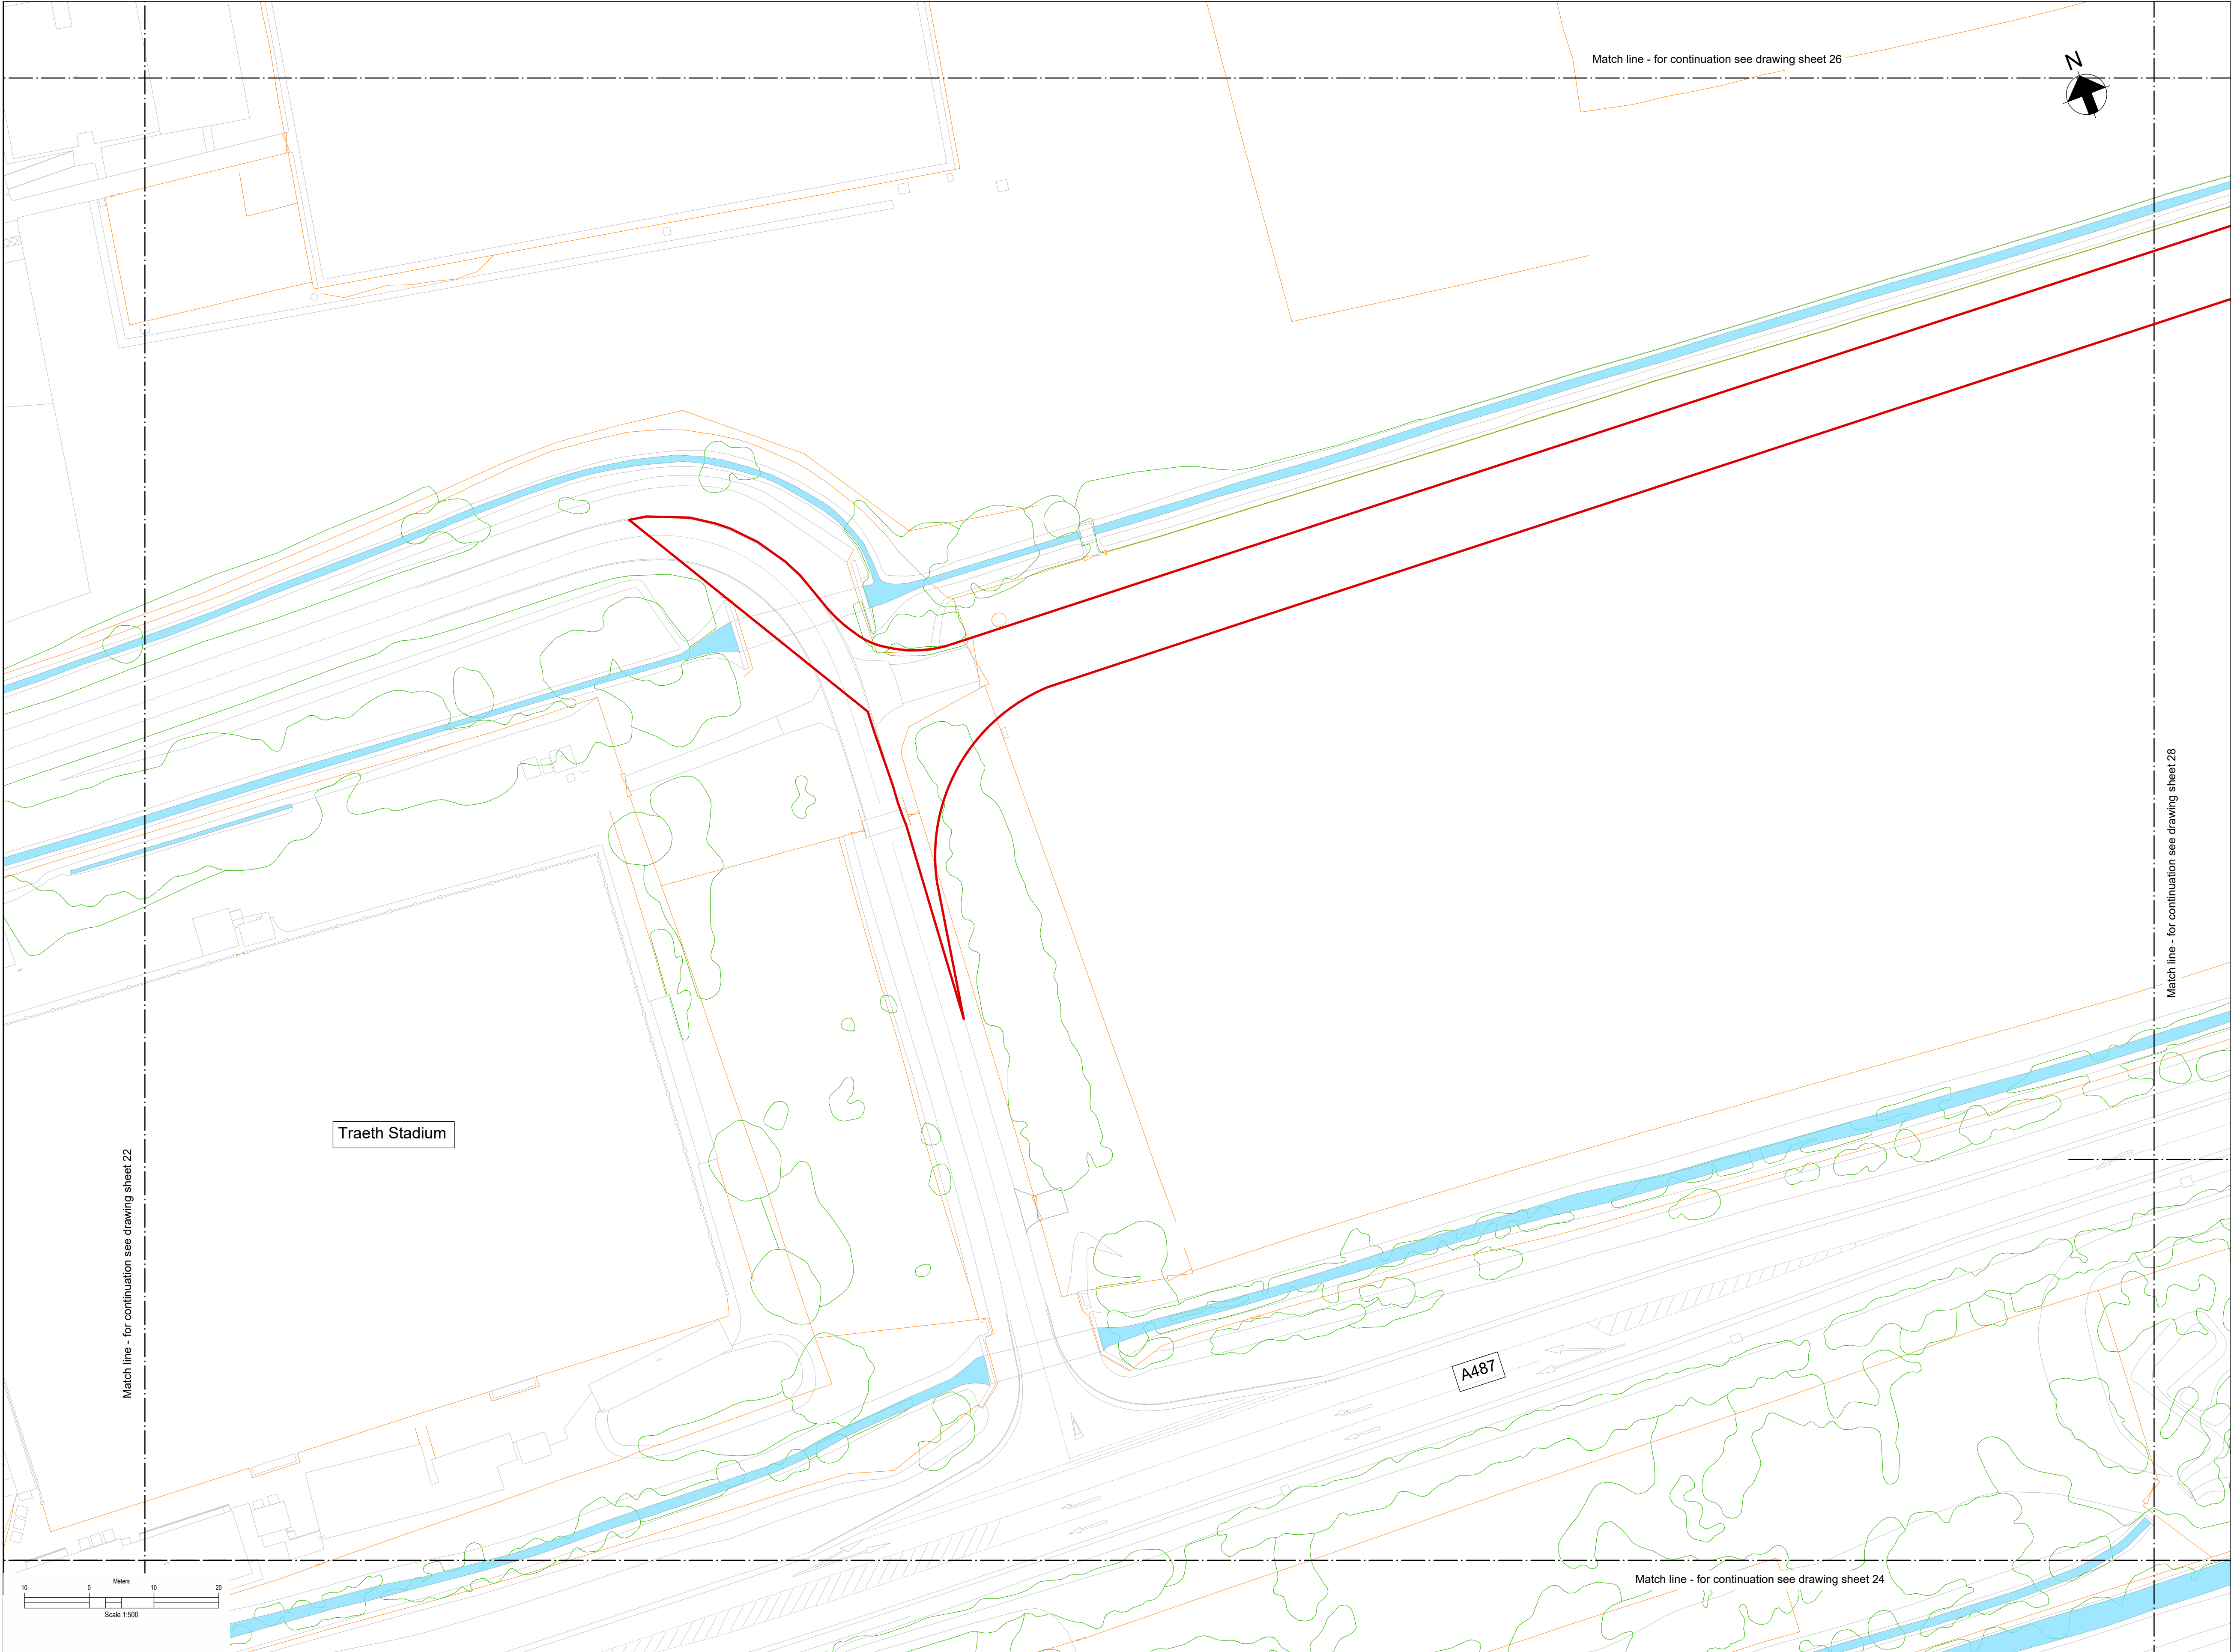 Match line - for continuation see drawing sheet 26
N
Match line - for continuation see drawing sheet 28
Traeth Stadium
Match line - for continuation see drawing sheet 22
A487
Match line - for continuation see drawing sheet 24
Meters
10 0 10 20
Scale 1:500